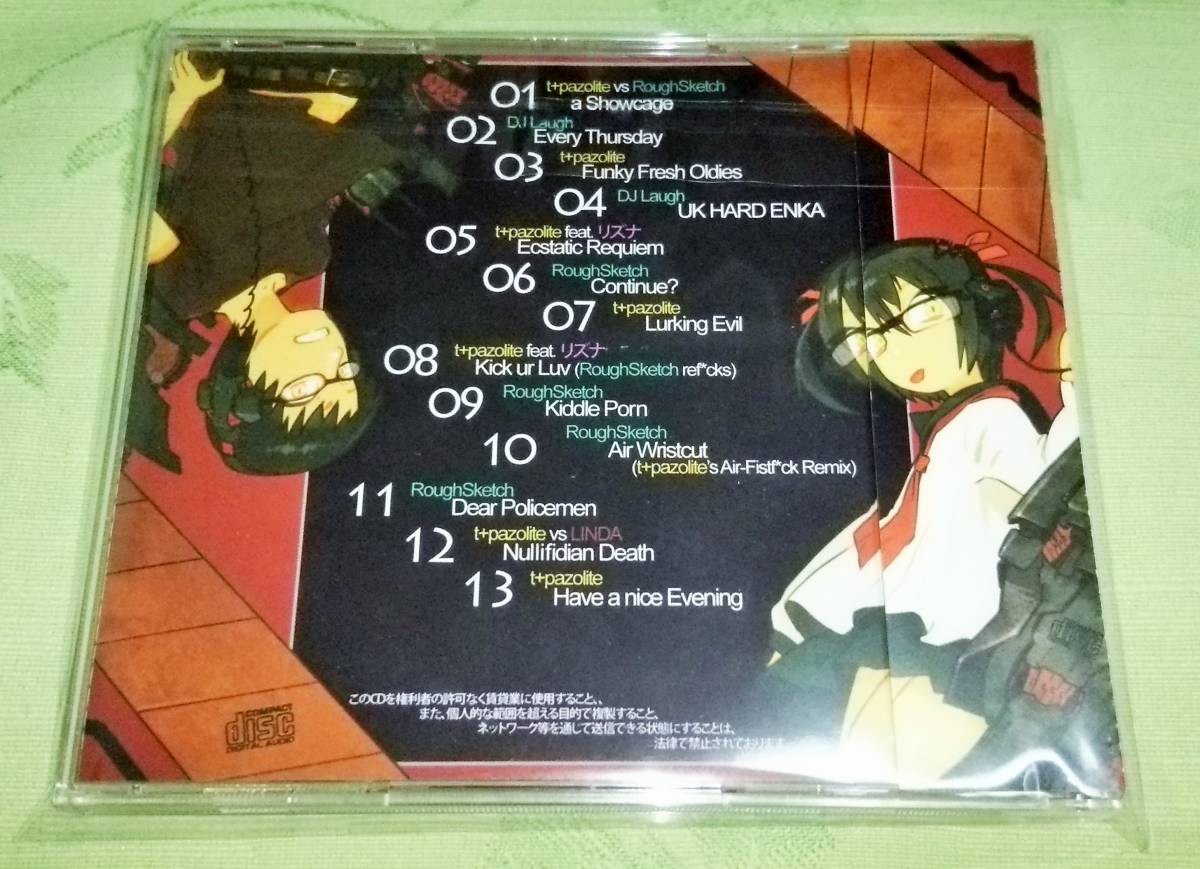 01 t+pazolite vs RoughSketch
a Showcage
02 DJ Laugh
Every Thursday
03 t+pazolite
Funky Fresh Oldies
04 DJ Laugh
UK HARD ENKA
05 t+pazolite feat. リズナ
Ecstatic Requiem
06 RoughSketch
Continue?
07 t+pazolite
Lurking Evil
08 t+pazolite feat. リズナ
Kick ur Luv (RoughSketch ref*cks)
09 RoughSketch
Kiddle Porn
10 RoughSketch
Air Wristcut
(t+pazolite's Air-Fistf*ck Remix)
11 RoughSketch
Dear Policemen
12 t+pazolite vs LINDA
Nullifidian Death
13 t+pazolite
Have a nice Evening
このCDを権利者の許可なく賃貸業に使用すること、
また、個人的な範囲を超える目的で複製すること、
ネットワーク等を通して送信できる状態にすることは、
法律で禁止されております
COMPACT
disc
DIGITAL AUDIO